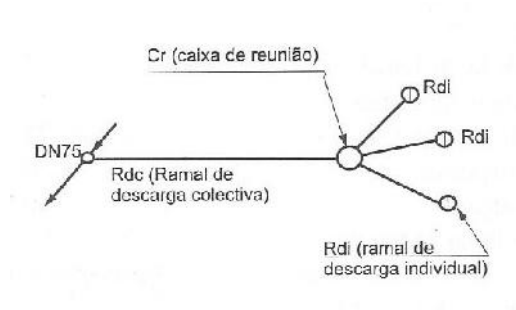 Cr (caixa de reunião)
Rdi
Rdi
DN75
Rdc (Ramal de
descarga colectiva)
Rdi (ramal de
descarga individual)